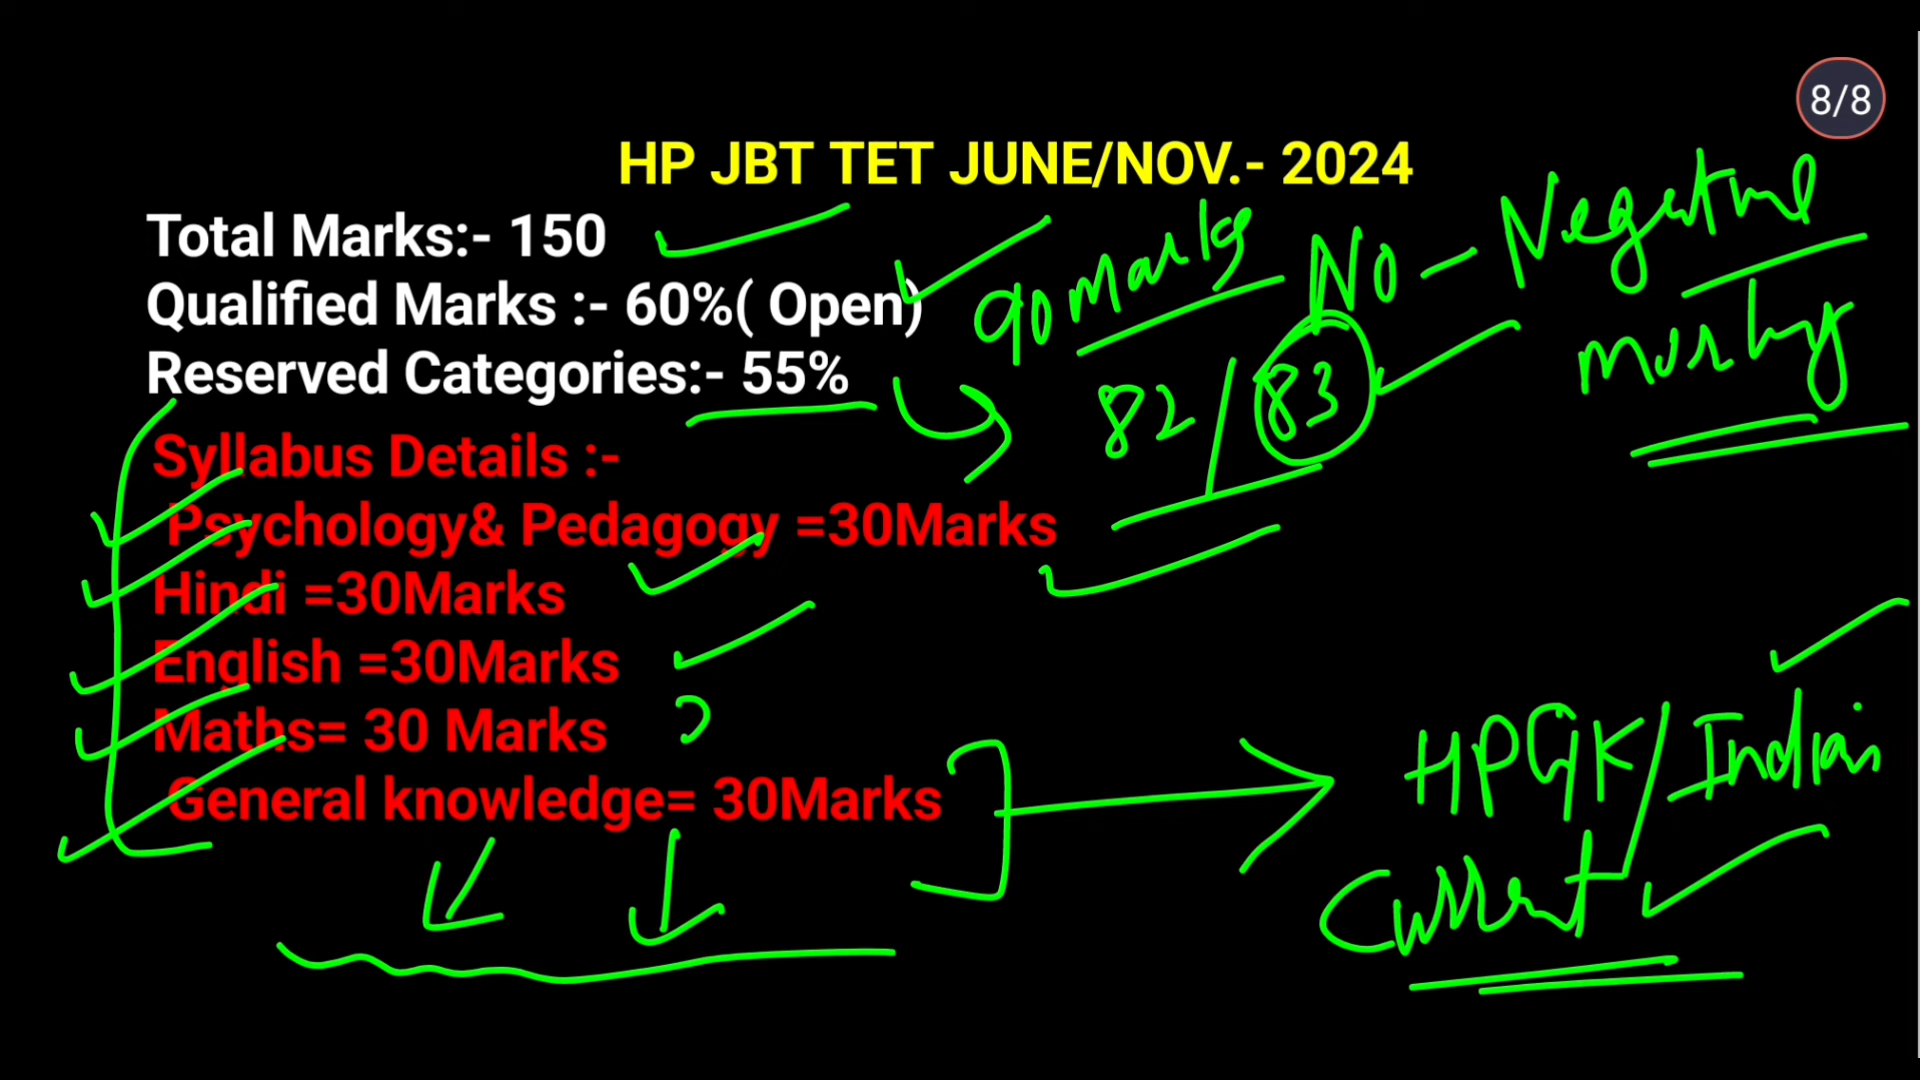 8/8
HP JBT TET JUNE/NOV.- 2024
Total Marks:- 150
Qualified Marks :- 60%( Open)
90 marks
No - Negative
marking
Reserved Categories:- 55%
82/83
Syllabus Details :-
Psychology& Pedagogy =30Marks
Hindi =30Marks
English =30Marks
Maths= 30 Marks
General knowledge= 30Marks
HPGK/Indian
Current